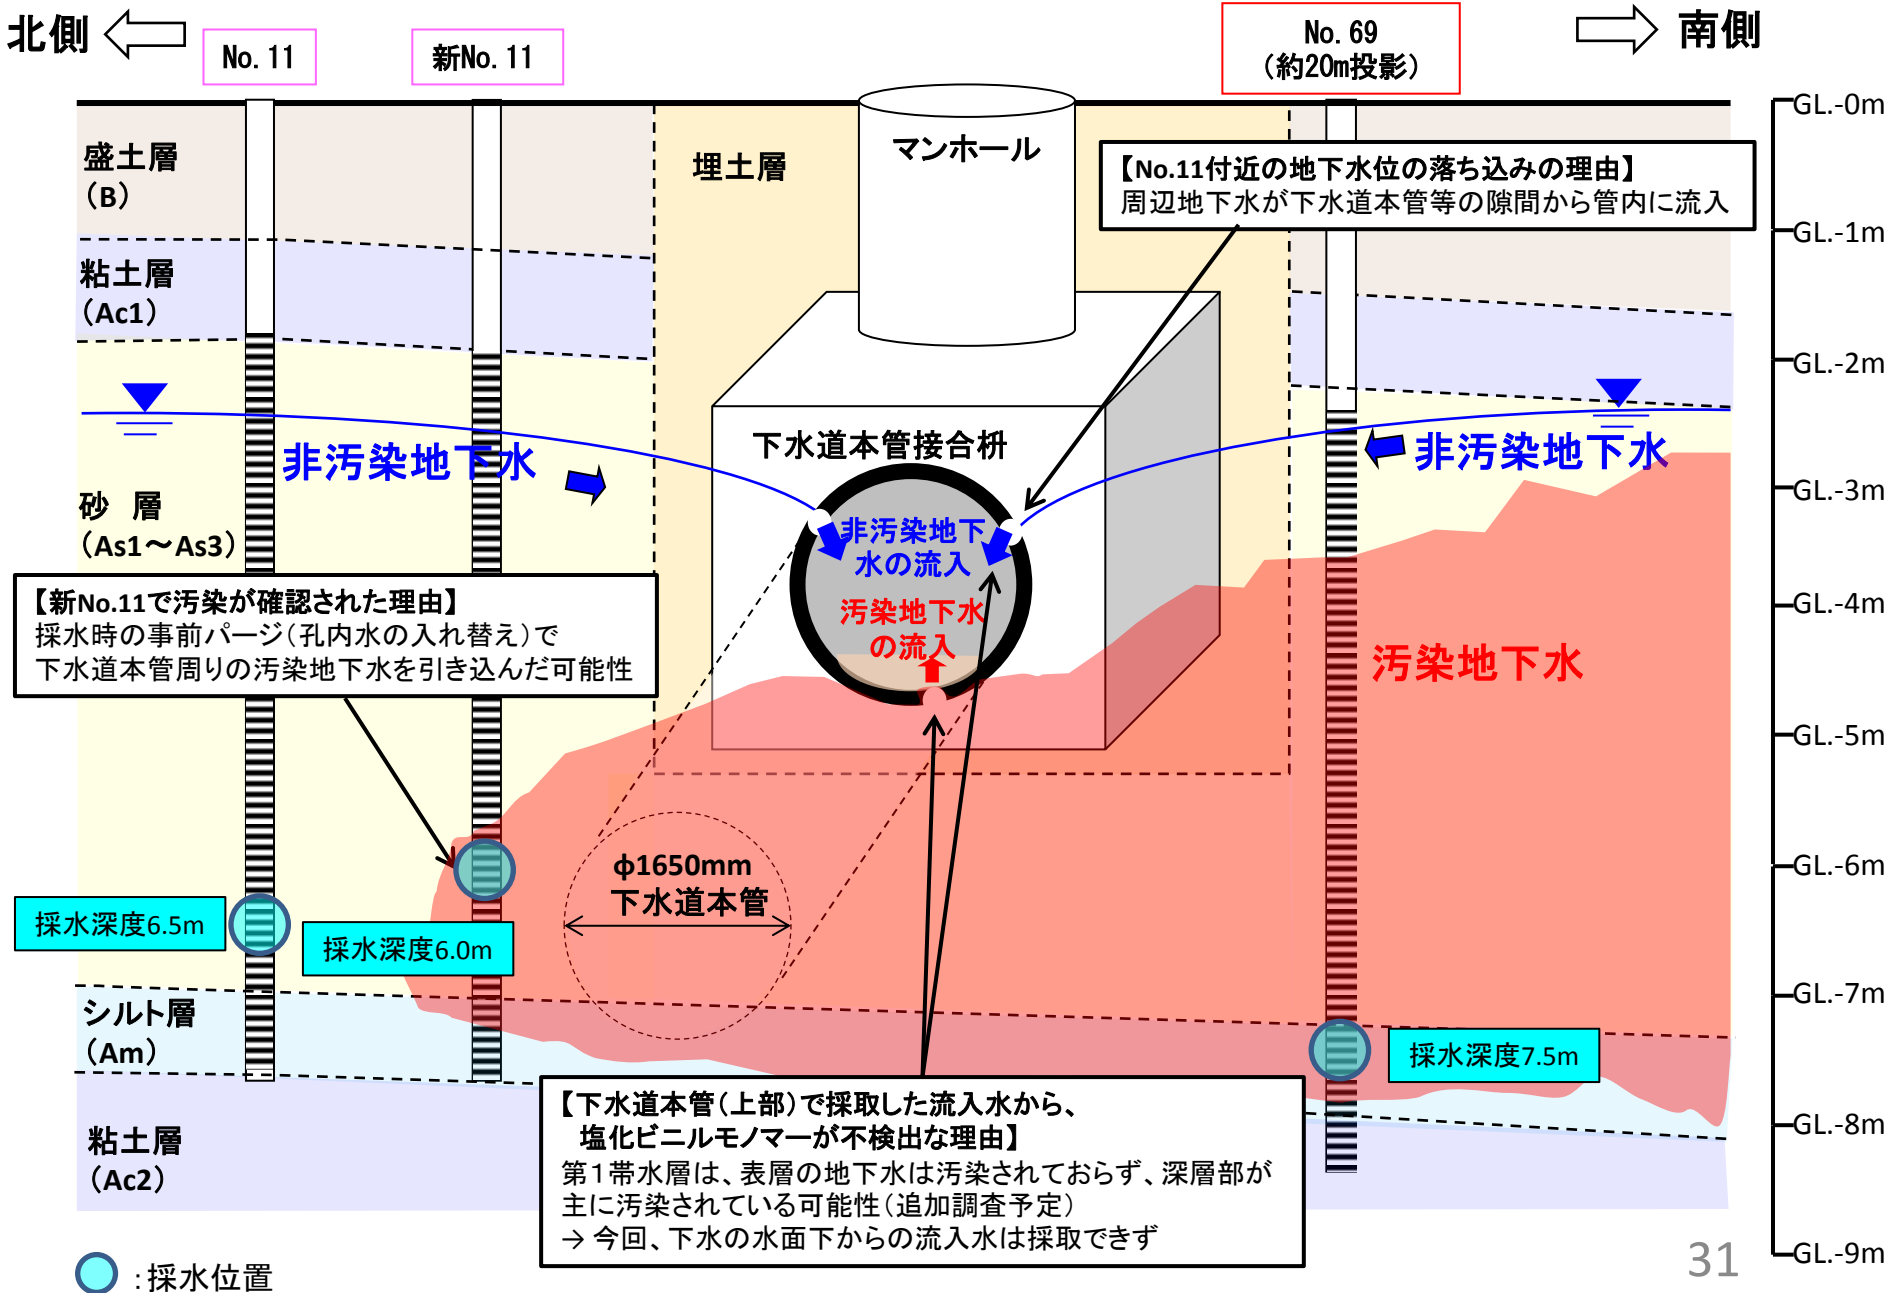 北側
No.11
新No.11
No.69
（約20m投影）
南側
GL.-0m
GL.-1m
GL.-2m
GL.-3m
GL.-4m
GL.-5m
GL.-6m
GL.-7m
GL.-8m
GL.-9m
盛土層
（B）
粘土層
（Ac1）
砂 層
（As1～As3）
シルト層
（Am）
粘土層
（Ac2）
埋土層
マンホール
【No.11付近の地下水位の落ち込みの理由】
周辺地下水が下水道本管等の隙間から管内に流入
下水道本管接合桝
非汚染地下水
非汚染地下水
非汚染地下
水の流入
汚染地下水
の流入
汚染地下水
【新No.11で汚染が確認された理由】
採水時の事前パージ（孔内水の入れ替え）で
下水道本管周りの汚染地下水を引き込んだ可能性
φ1650mm
下水道本管
採水深度6.5m
採水深度6.0m
採水深度7.5m
【下水道本管（上部）で採取した流入水から、
塩化ビニルモノマーが不検出な理由】
第１帯水層は、表層の地下水は汚染されておらず、深層部が
主に汚染されている可能性（追加調査予定）
→ 今回、下水の水面下からの流入水は採取できず
：採水位置
31